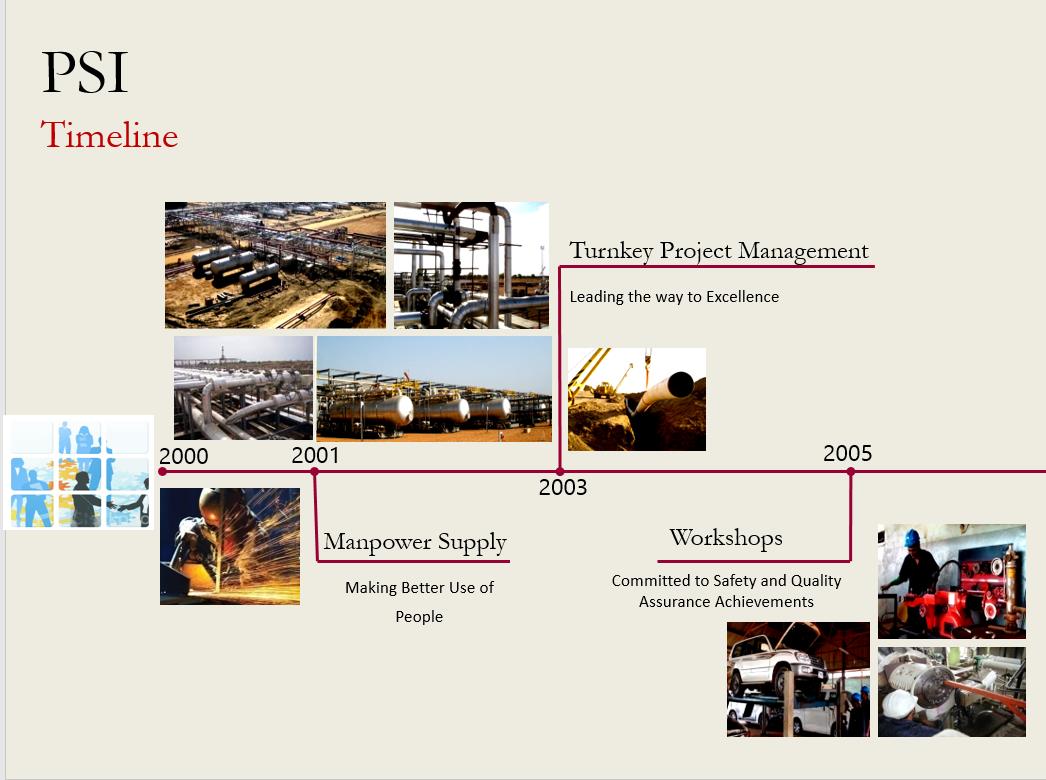 PSI
Timeline
Turnkey Project Management
Leading the way to Excellence
2000
2001
2003
2005
Manpower Supply
Making Better Use of
People
Workshops
Committed to Safety and Quality
Assurance Achievements